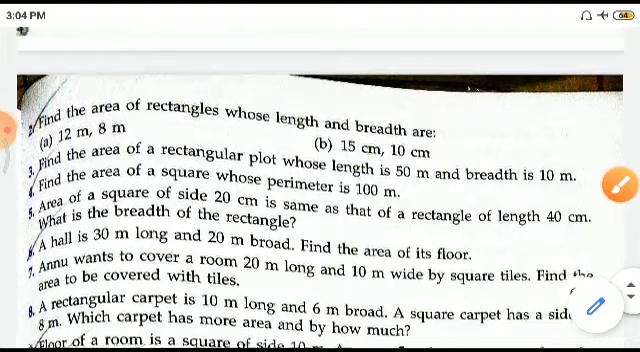 3:04 PM
64
2. Find the area of rectangles whose length and breadth are:
(a) 12 m, 8 m (b) 15 cm, 10 cm
3. Find the area of a rectangular plot whose length is 50 m and breadth is 10 m.
4. Find the area of a square whose perimeter is 100 m.
5. Area of a square of side 20 cm is same as that of a rectangle of length 40 cm.
What is the breadth of the rectangle?
6. A hall is 30 m long and 20 m broad. Find the area of its floor.
7. Annu wants to cover a room 20 m long and 10 m wide by square tiles. Find the
area to be covered with tiles.
8. A rectangular carpet is 10 m long and 6 m broad. A square carpet has a side
8 m. Which carpet has more area and by how much?
Floor of a room is a square of side 10